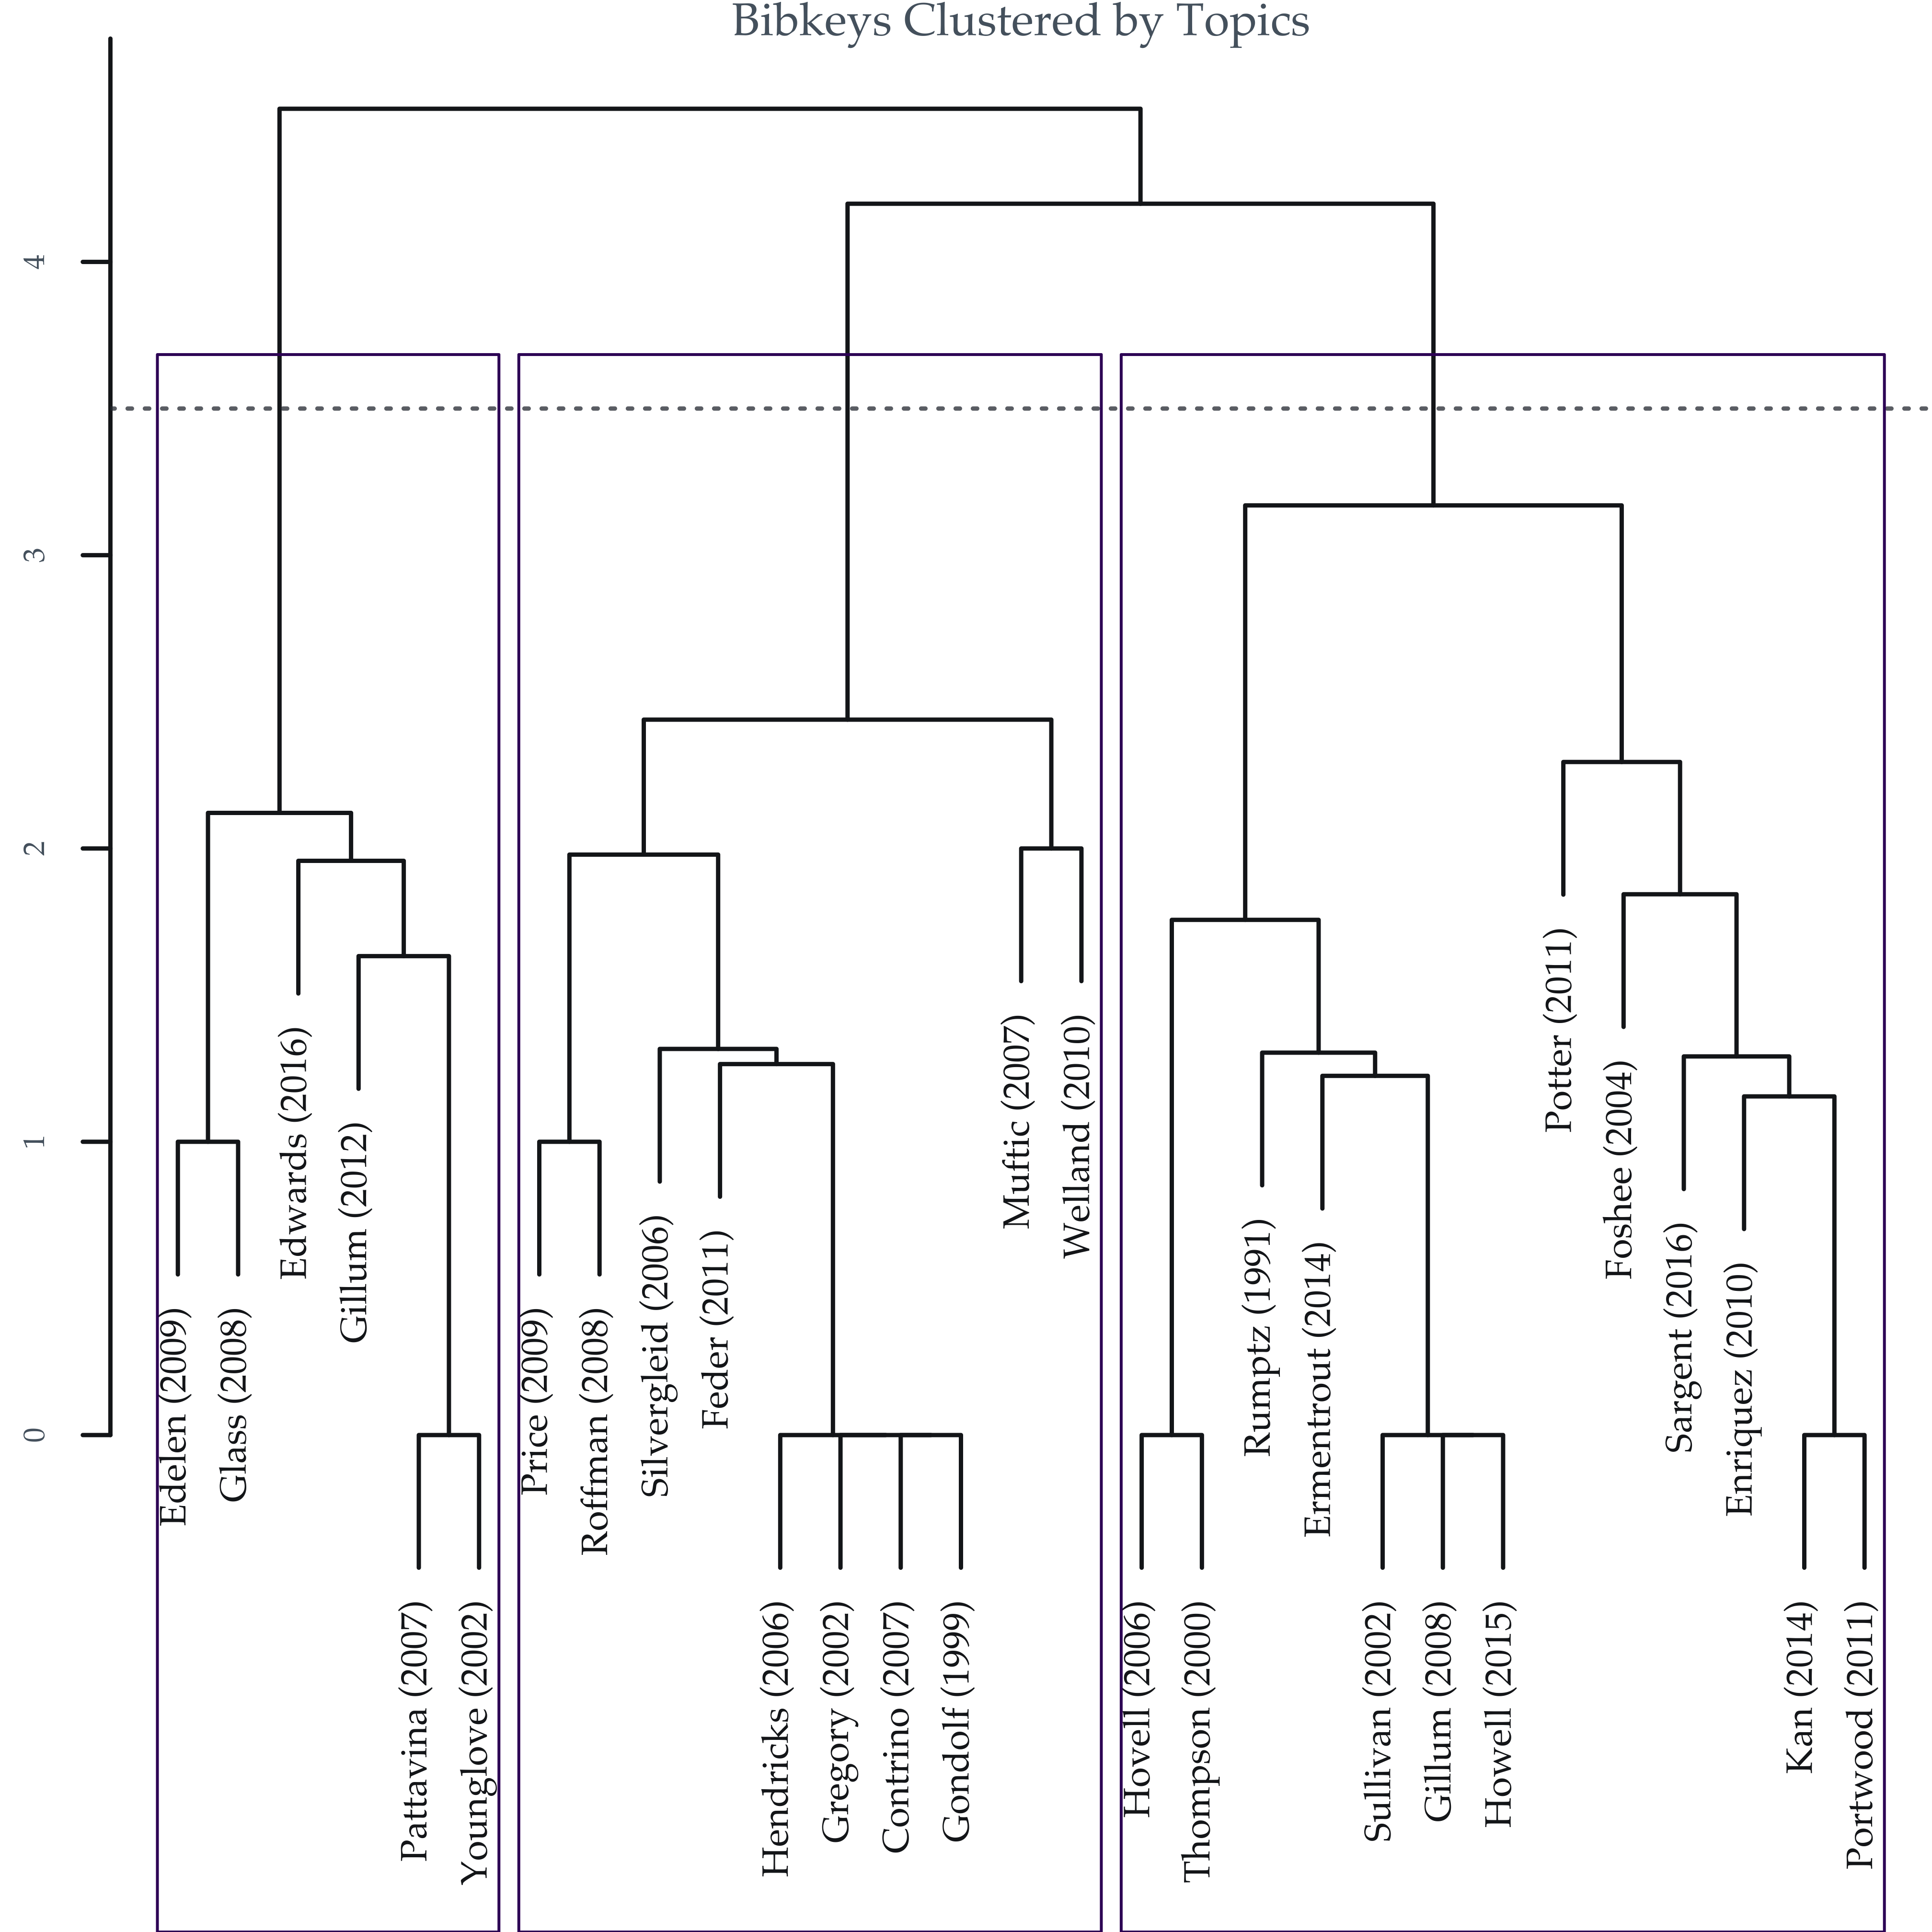 Bibkeys Clustered by Topics
4
3
2
1
0
Edelen (2009)
Glass (2008)
Edwards (2016)
Gillum (2012)
Pattavina (2007)
Younglove (2002)
Price (2009)
Roffman (2008)
Silvergleid (2006)
Feder (2011)
Hendricks (2006)
Gregory (2002)
Contrino (2007)
Gondolf (1999)
Muftic (2007)
Welland (2010)
Hovell (2006)
Thompson (2000)
Rumptz (1991)
Ermentrout (2014)
Sullivan (2002)
Gillum (2008)
Howell (2015)
Potter (2011)
Foshee (2004)
Sargent (2016)
Enriquez (2010)
Kan (2014)
Portwood (2011)